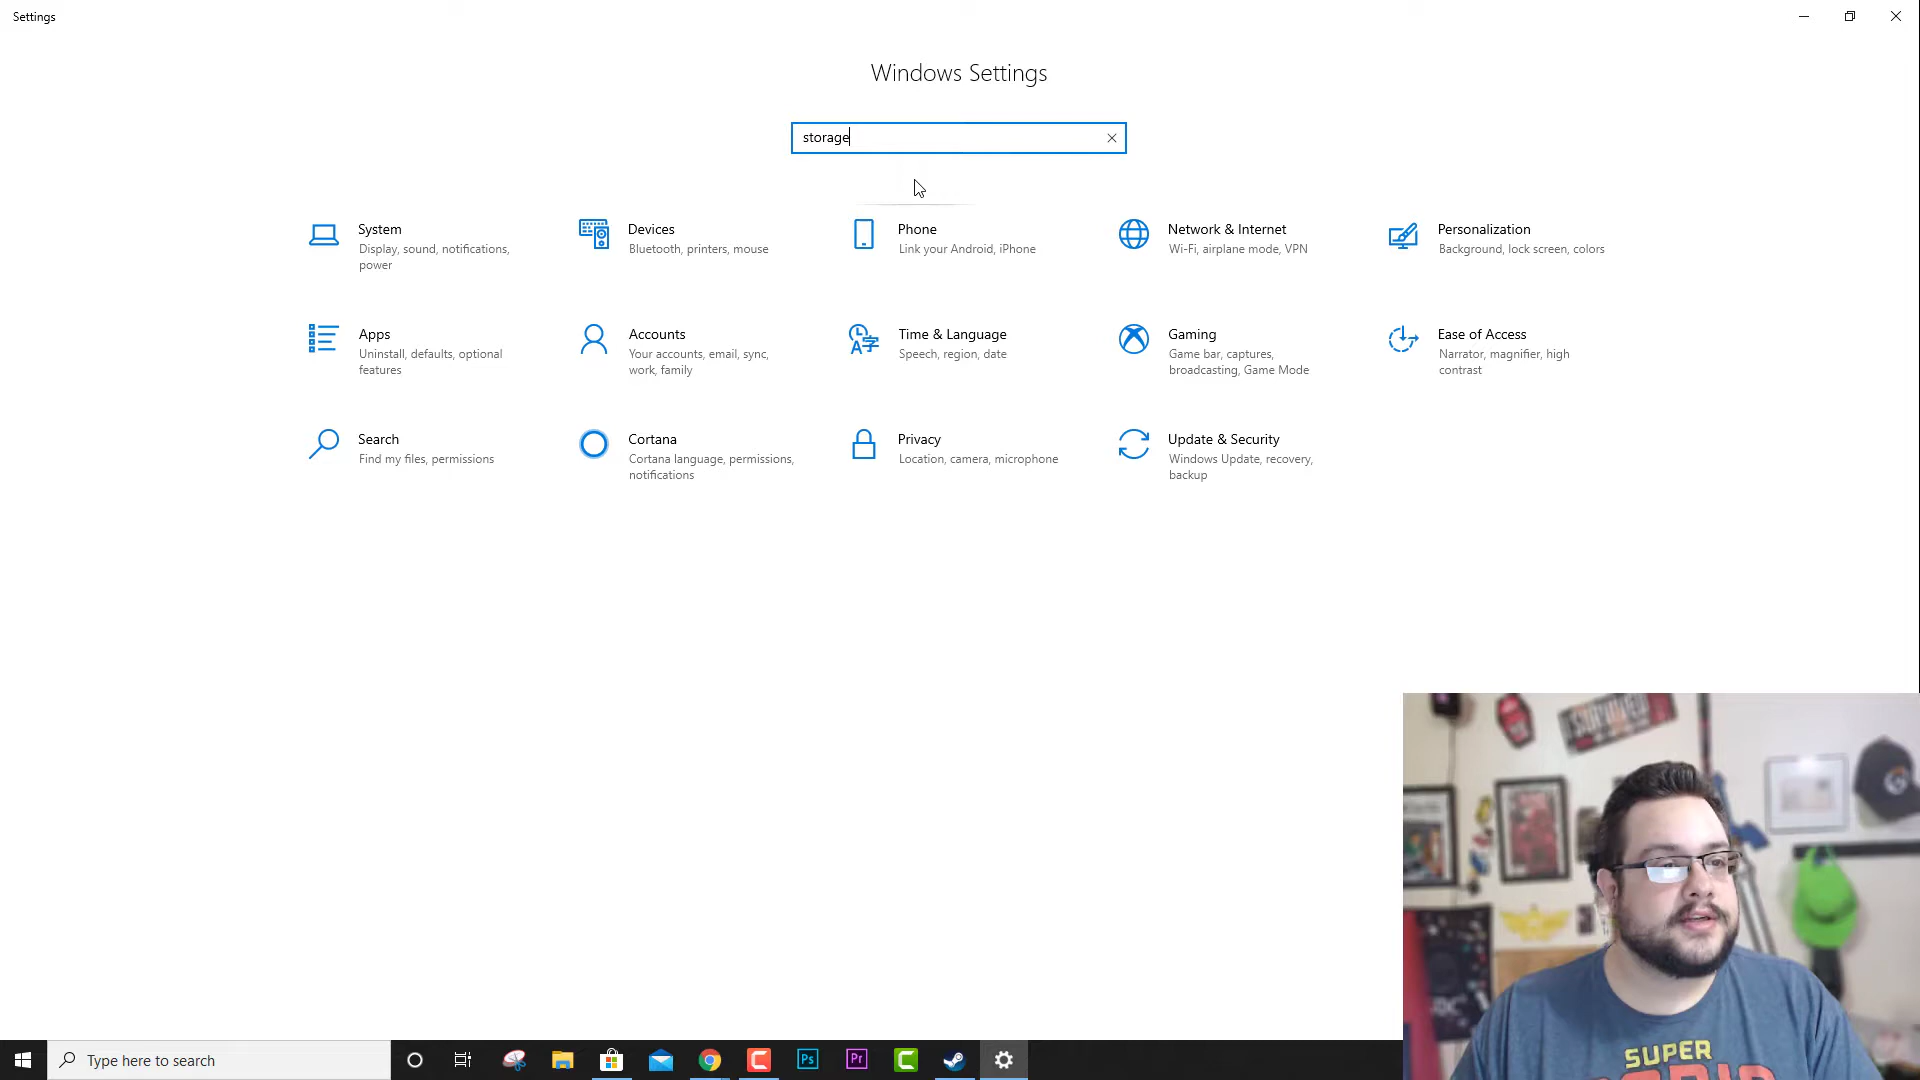 Settings
Windows Settings
storage
System
Display, sound, notifications,
power
Devices
Bluetooth, printers, mouse
Phone
Link your Android, iPhone
Network & Internet
Wi-Fi, airplane mode, VPN
Personalization
Background, lock screen, colors
Apps
Uninstall, defaults, optional
features
Accounts
Your accounts, email, sync,
work, family
Time & Language
Speech, region, date
Gaming
Game bar, captures,
broadcasting, Game Mode
Ease of Access
Narrator, magnifier, high
contrast
Search
Find my files, permissions
Cortana
Cortana language, permissions,
notifications
Privacy
Location, camera, microphone
Update & Security
Windows Update, recovery,
backup
SUPER
Type here to search
Ps
Pr